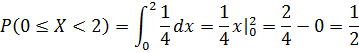 P(0 ≤ X < 2) = ∫₀² 1/4 dx = 1/4 x|₀² = 2/4 − 0 = 1/2